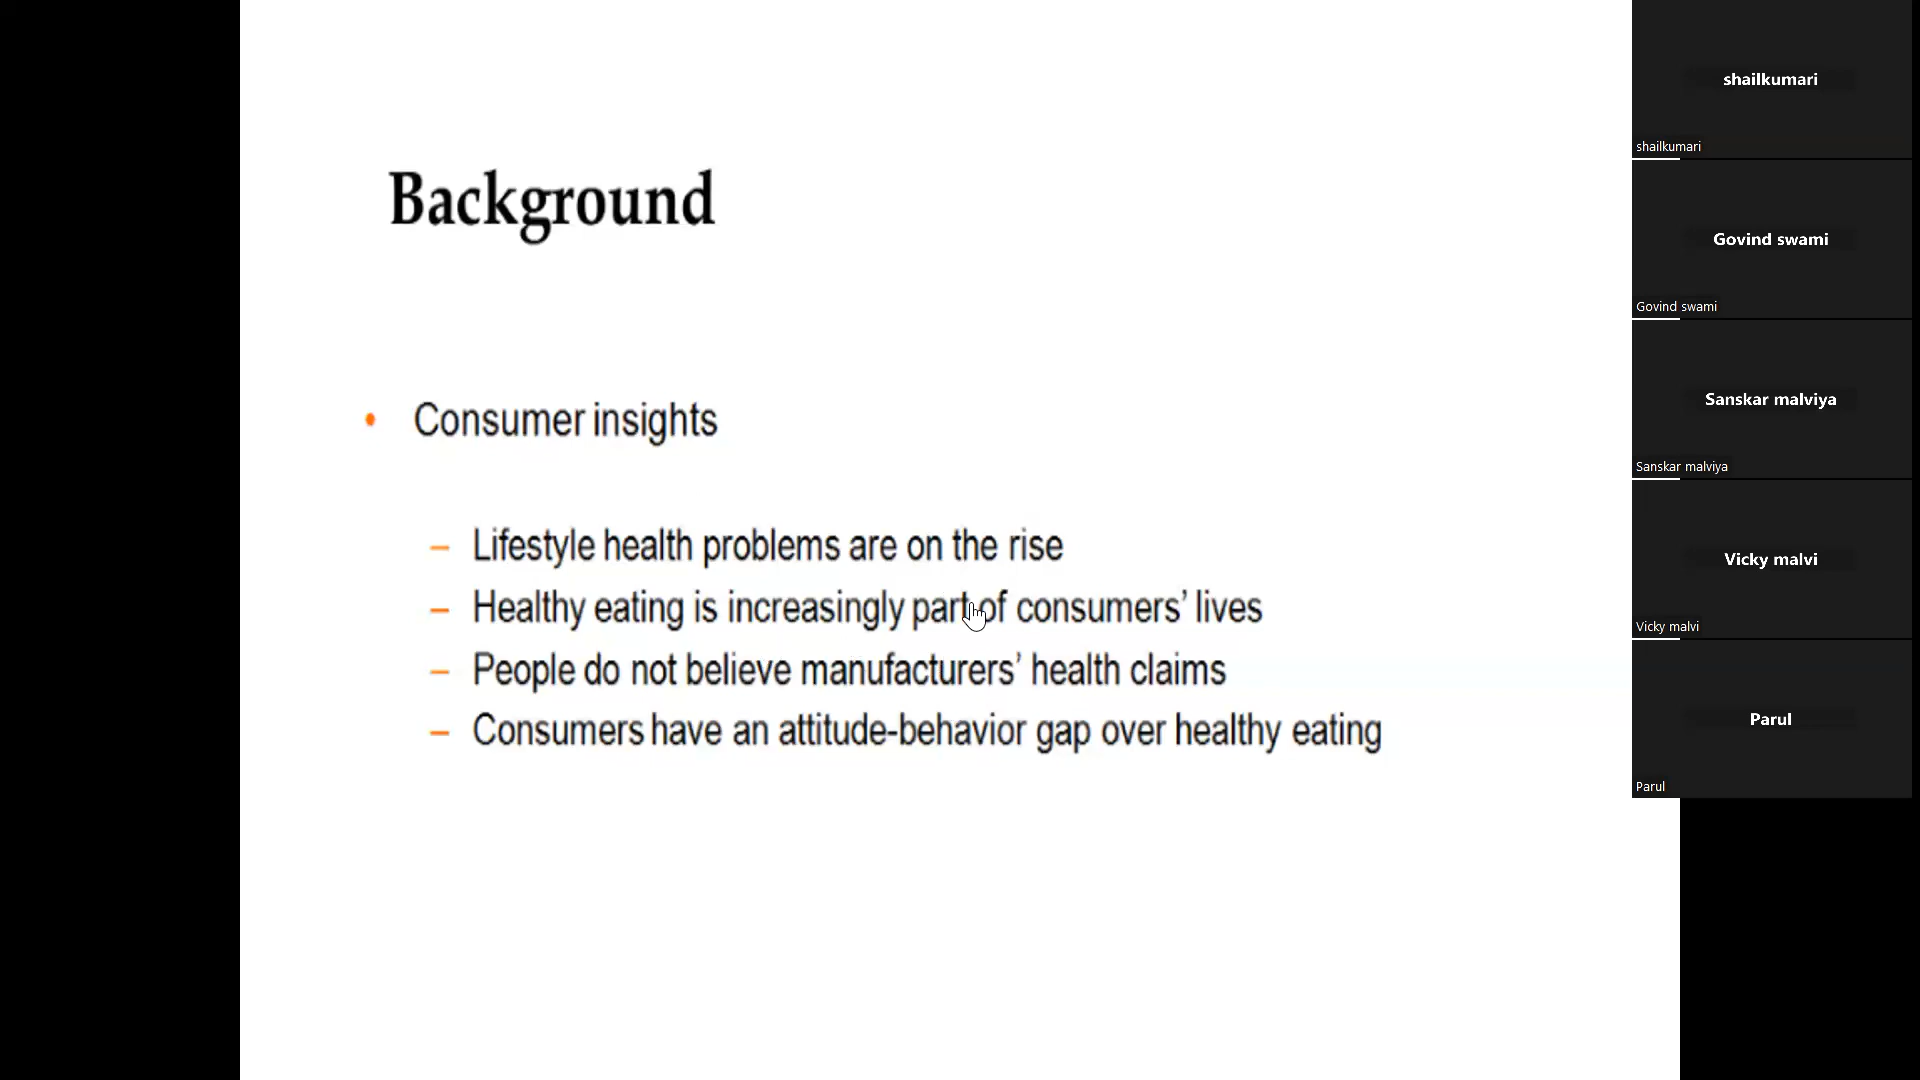 Background
• Consumer insights
– Lifestyle health problems are on the rise
– Healthy eating is increasingly part of consumers’ lives
– People do not believe manufacturers’ health claims
– Consumers have an attitude-behavior gap over healthy eating
shailkumari
shailkumari
Govind swami
Govind swami
Sanskar malviya
Sanskar malviya
Vicky malvi
Vicky malvi
Parul
Parul